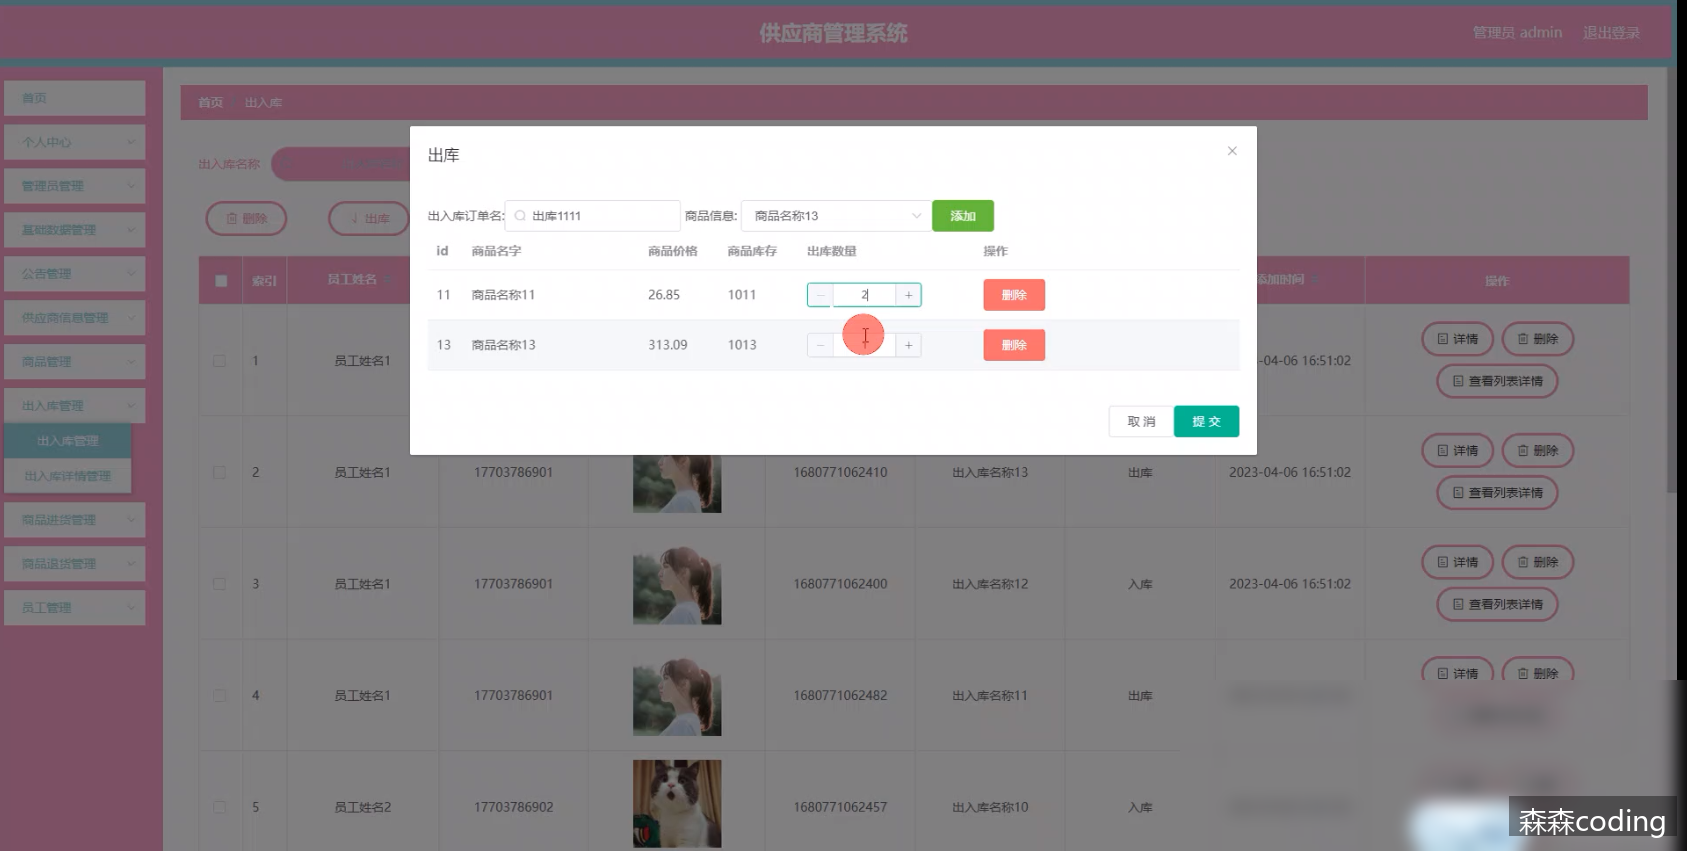 供应商管理系统
管理员 admin
退出登录
首页
个人中心
管理员管理
基础数据管理
公告管理
供应商信息管理
商品管理
出入库管理
出入库管理
出入库详情管理
商品进货管理
商品退货管理
员工管理
首页
出入库
出入库名称
删除
出库
出库
出入库订单名: 出库1111 商品信息: 商品名称13 添加
id 商品名字 商品价格 商品库存 出库数量 操作
11 商品名称11 26.85 1011 2 删除
13 商品名称13 313.09 1013 删除
取消 提交
索引 员工姓名 添加时间 操作
1 员工姓名1 2023-04-06 16:51:02 详情 删除
查看列表详情
2 员工姓名1 17703786901 1680771062410 出入库名称13 出库 2023-04-06 16:51:02 详情 删除
查看列表详情
3 员工姓名1 17703786901 1680771062400 出入库名称12 入库 2023-04-06 16:51:02 详情 删除
查看列表详情
4 员工姓名1 17703786901 1680771062482 出入库名称11 出库 详情 删除
5 员工姓名2 17703786902 1680771062457 出入库名称10 入库
森森coding